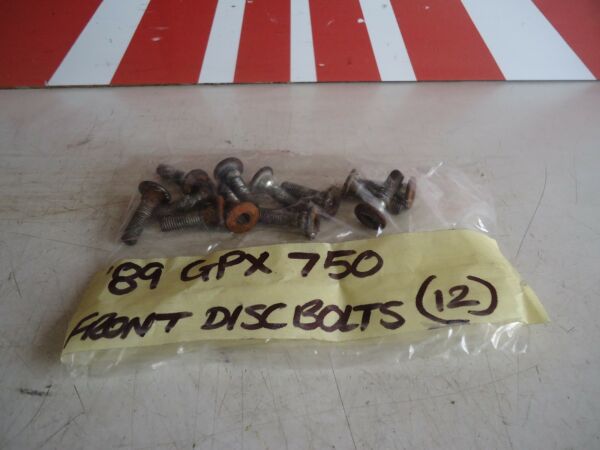 '89 GPX 750
FRONT DISC BOLTS (12)